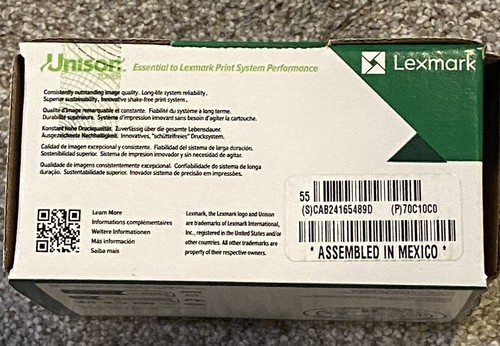 Unison
Essential to Lexmark Print System Performance
Lexmark
Consistently outstanding image quality. Long-life system reliability.
Superior sustainability. Innovative shake-free print system.
Qualité d'image remarquable et constante. Fiabilité du système à long terme.
Durabilité supérieure. Système d'impression innovant sans besoin d'agiter la cartouche.
Konstant hohe Druckqualität. Zuverlässig über die gesamte Lebensdauer.
Ausgezeichnete Nachhaltigkeit. Innovatives, "schüttelfreies" Drucksystem.
Calidad de imagen excepcional y consistente. Fiabilidad del sistema de larga duración.
Sostenibilidad superior. Sistema de impresión innovador y sin necesidad de agitar.
Qualidade de imagens consistentemente excepcional. Confiabilidade do sistema de longa
duração. Sustentabilidade superior. Inovador sistema de precisão em impressões.
Learn More
Informations complémentaires
Weitere Informationen
Más información
Saiba mais
Lexmark, the Lexmark logo and Unison
are trademarks of Lexmark International,
Inc., registered in the United States and/or
other countries. All other trademarks are
property of their respective owners.
55
(S)CAB24165489D (P)70C10C0
* ASSEMBLED IN MEXICO *